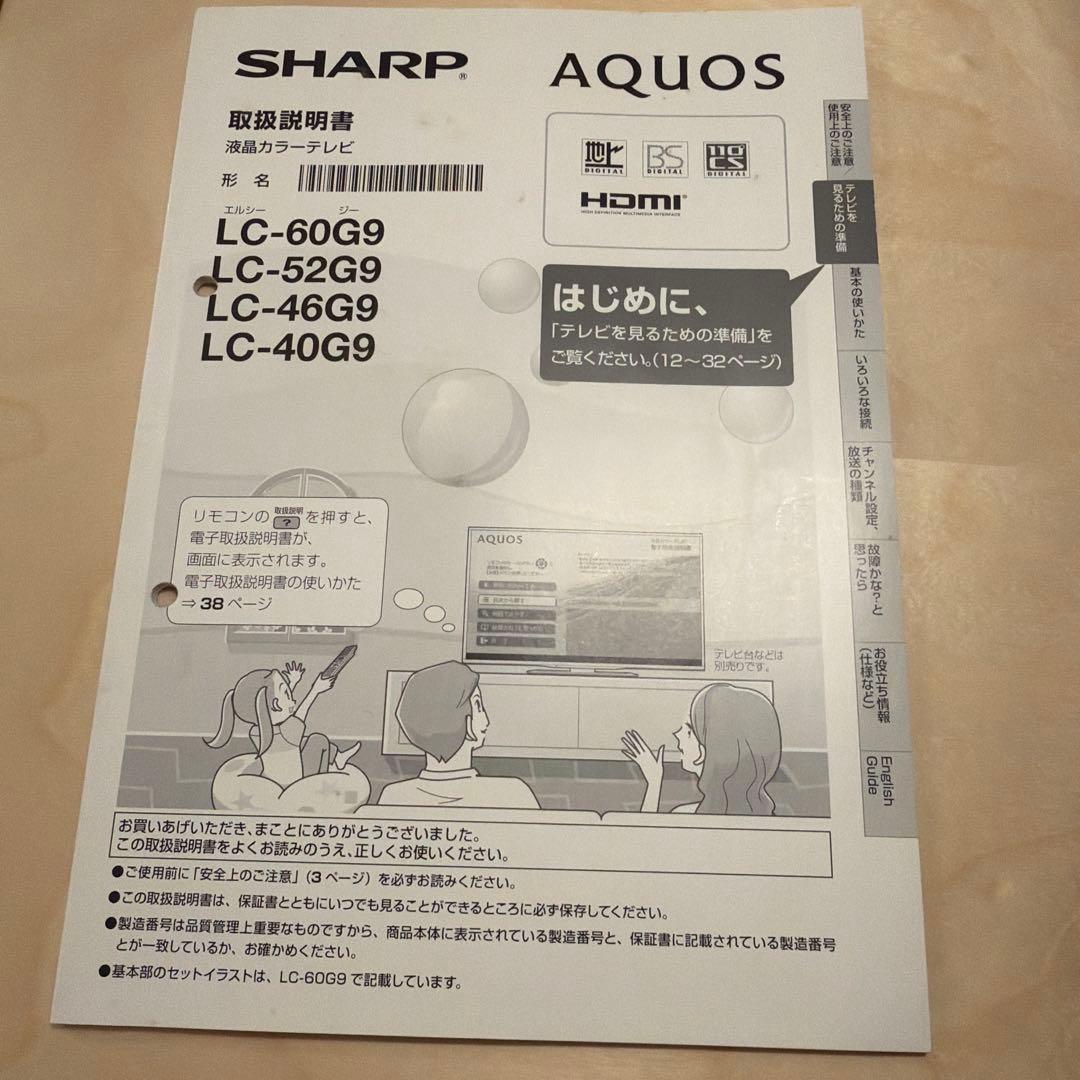 SHARP®
AQUOS
取扱説明書
液晶カラーテレビ
形 名
エルシー ジー
LC-60G9
LC-52G9
LC-46G9
LC-40G9
地上
DIGITAL
BS
DIGITAL
110°
CS
DIGITAL
HDMI
HIGH DEFINITION MULTIMEDIA INTERFACE
はじめに、
「テレビを見るための準備」を
ご覧ください。(12～32ページ)
安全上のご注意/
使用上のご注意
テレビを
見るための準備
基本の使いかた
いろいろな接続
チャンネル設定、
放送の種類
故障かな?と
思ったら
お役立ち情報
(仕様など)
English
Guide
取扱説明
リモコンの ? を押すと、
電子取扱説明書が、
画面に表示されます。
電子取扱説明書の使いかた
⇒38ページ
AQUOS
電子取扱説明書
テレビ台などは
別売りです。
お買いあげいただき、まことにありがとうございました。
この取扱説明書をよくお読みのうえ、正しくお使いください。
●ご使用前に「安全上のご注意」(3ページ)を必ずお読みください。
●この取扱説明書は、保証書とともにいつでも見ることができるところに必ず保存してください。
●製造番号は品質管理上重要なものですから、商品本体に表示されている製造番号と、保証書に記載されている製造番号
とが一致しているか、お確かめください。
●基本部のセットイラストは、LC-60G9で記載しています。